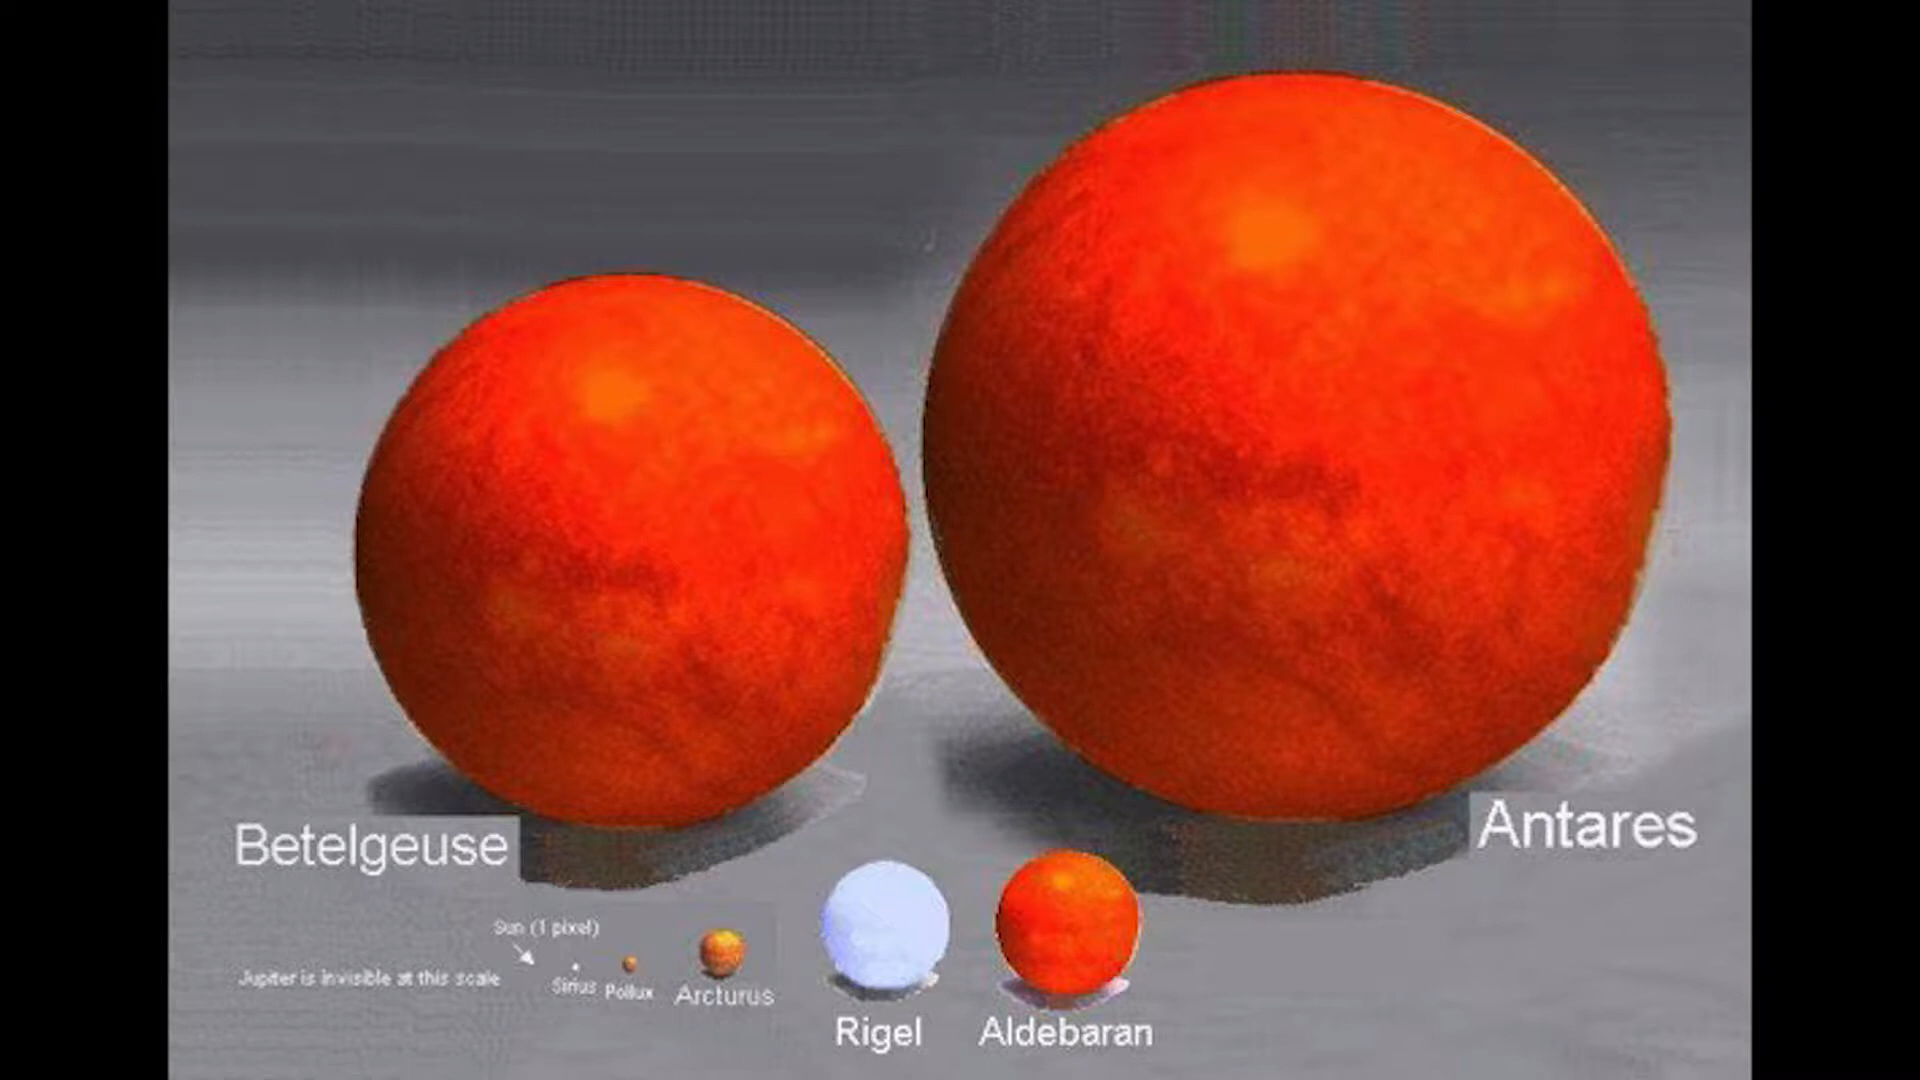 Betelgeuse
Antares
Sun (1 pixel)
Jupiter is invisible at this scale
Sirius
Pollux
Arcturus
Rigel
Aldebaran